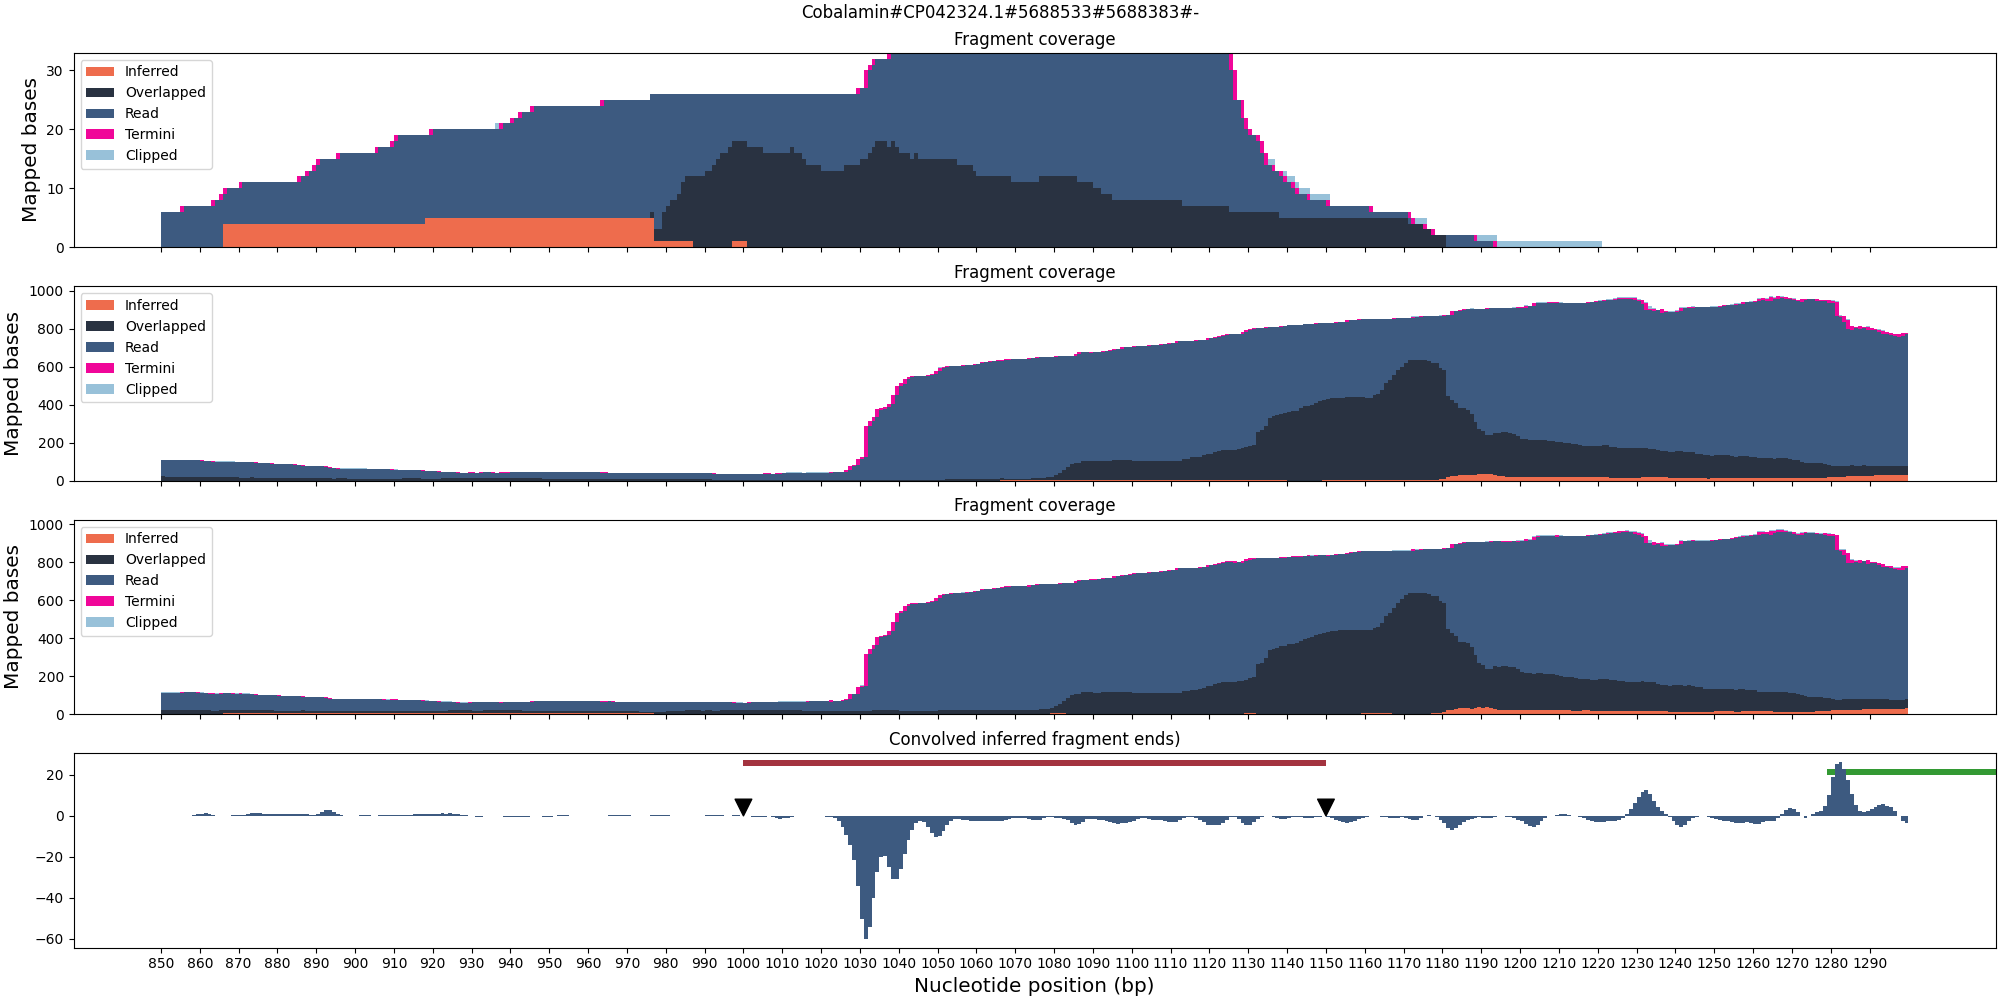 Cobalamin#CP042324.1#5688533#5688383#-
Fragment coverage
Mapped bases
30
20
10
0
Inferred
Overlapped
Read
Termini
Clipped
Fragment coverage
Mapped bases
1000
800
600
400
200
0
Inferred
Overlapped
Read
Termini
Clipped
Fragment coverage
Mapped bases
1000
800
600
400
200
0
Inferred
Overlapped
Read
Termini
Clipped
Convolved inferred fragment ends)
20
0
−20
−40
−60
850 860 870 880 890 900 910 920 930 940 950 960 970 980 990 1000 1010 1020 1030 1040 1050 1060 1070 1080 1090 1100 1110 1120 1130 1140 1150 1160 1170 1180 1190 1200 1210 1220 1230 1240 1250 1260 1270 1280 1290
Nucleotide position (bp)